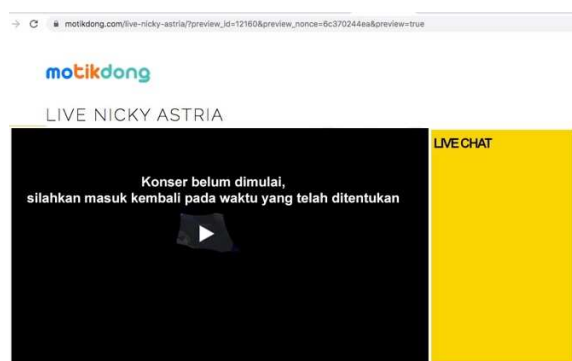 motikdong.com/live-nicky-astria/?preview_id=12160&preview_nonce=6c370244ea&preview=true
motikdong
LIVE NICKY ASTRIA
LIVE CHAT
Konser belum dimulai,
silahkan masuk kembali pada waktu yang telah ditentukan